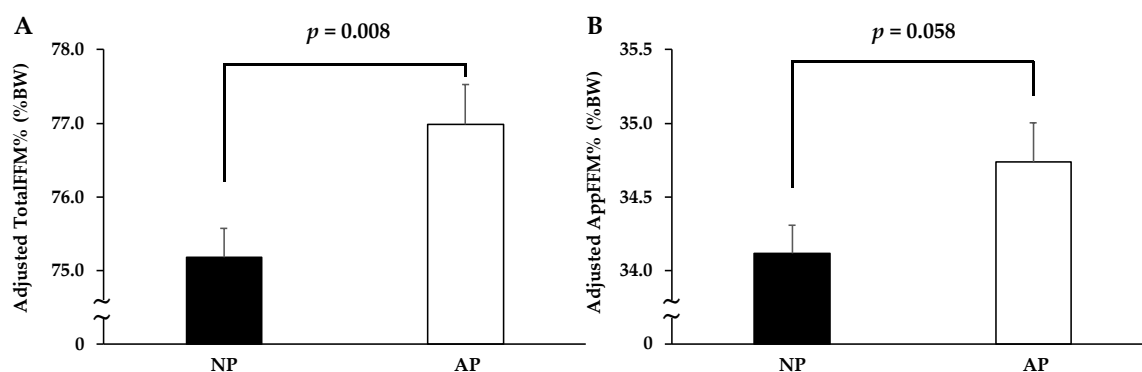 A
p = 0.008
Adjusted TotalFFM% (%BW)
78.0
77.0
76.0
75.0
0
NP
AP
B
p = 0.058
Adjusted AppFFM% (%BW)
35.5
35.0
34.5
34.0
0
NP
AP